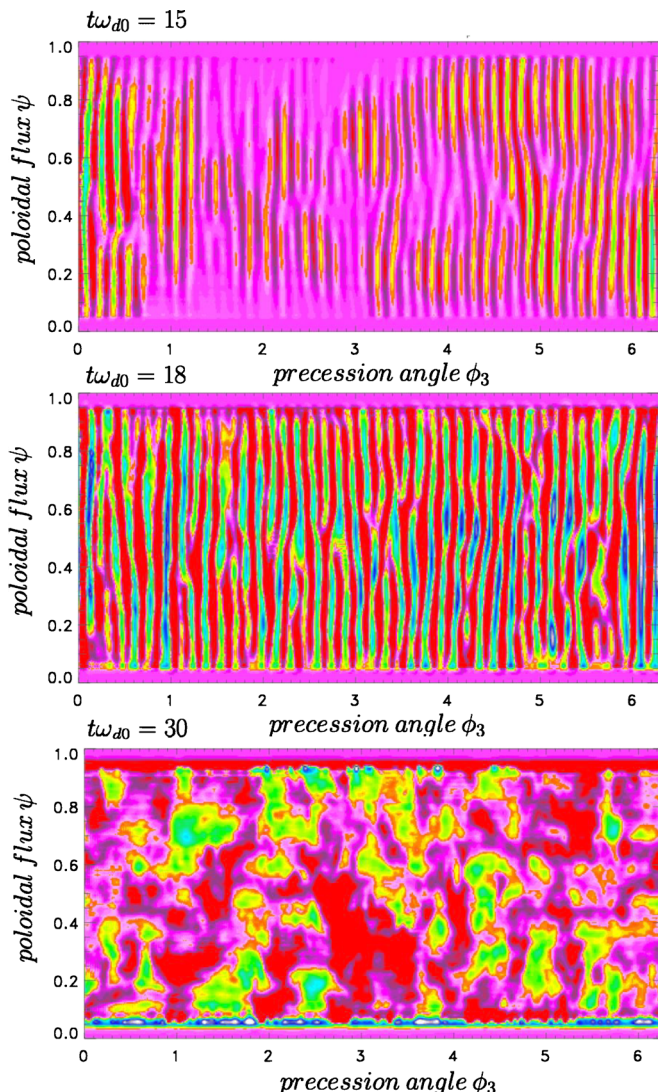 tω_{d0} = 15
1.0
0.8
0.6
0.4
0.2
0.0
poloidal flux ψ
0 1 2 3 4 5 6
precession angle ϕ₃
tω_{d0} = 18
1.0
0.8
0.6
0.4
0.2
0.0
poloidal flux ψ
0 1 2 3 4 5 6
precession angle ϕ₃
tω_{d0} = 30
1.0
0.8
0.6
0.4
0.2
0.0
poloidal flux ψ
0 1 2 3 4 5 6
precession angle ϕ₃